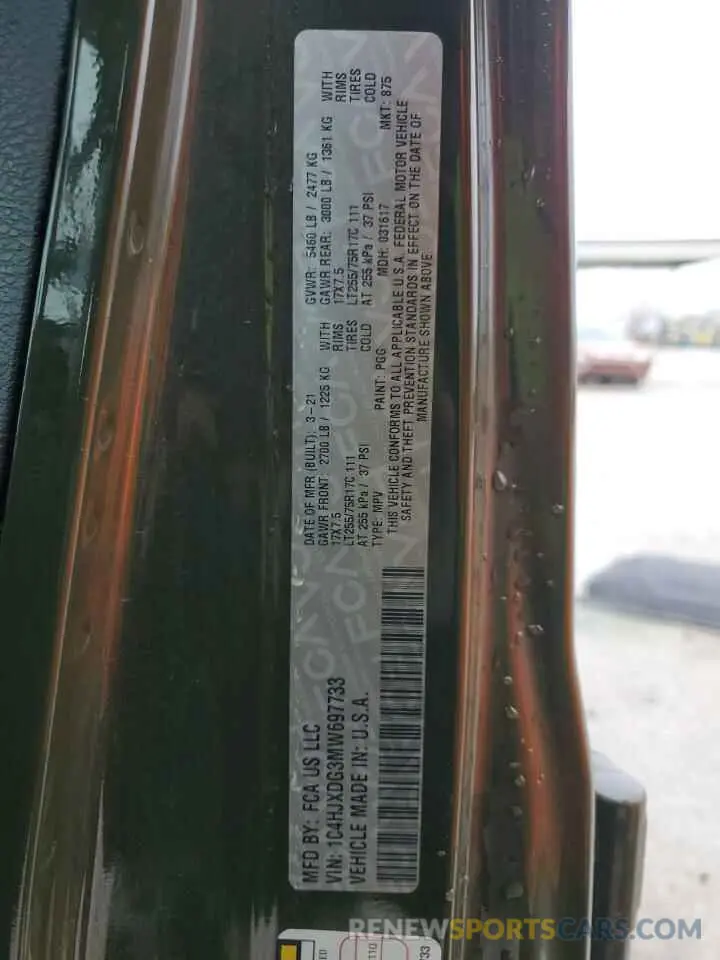 MFD BY: FCA US LLC
VIN: 1C4HJXDG3MW697733
VEHICLE MADE IN: U.S.A.
DATE OF MFR (BUILT): 3-21
GAWR FRONT: 2700 LB / 1225 KG WITH
17X7.5 RIMS
LT255/75R17C 111 TIRES
AT 255 kPa / 37 PSI COLD
GVWR: 5460 LB / 2477 KG
GAWR REAR: 3000 LB / 1361 KG WITH
17X7.5 RIMS
LT255/75R17C 111 TIRES
AT 255 kPa / 37 PSI COLD
TYPE: MPV PAINT: PGG MDH: 031617 MKT: 875
THIS VEHICLE CONFORMS TO ALL APPLICABLE U.S.A. FEDERAL MOTOR VEHICLE
SAFETY AND THEFT PREVENTION STANDARDS IN EFFECT ON THE DATE OF
MANUFACTURE SHOWN ABOVE.
110
733
RENEWSPORTSCARS.COM